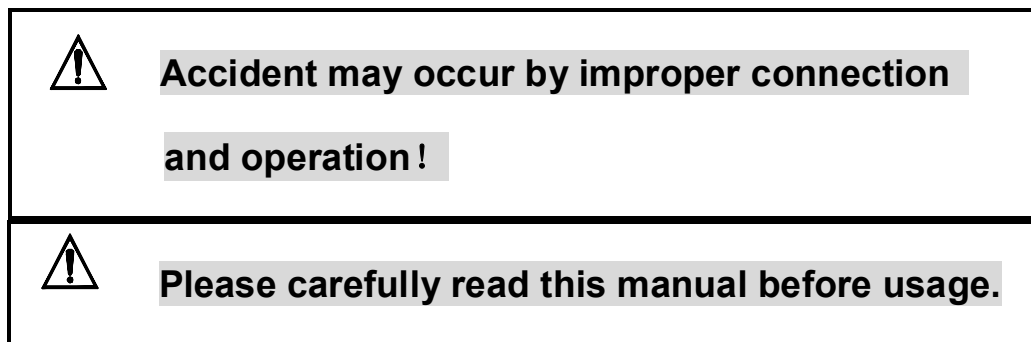 Accident may occur by improper connection
and operation！
Please carefully read this manual before usage.